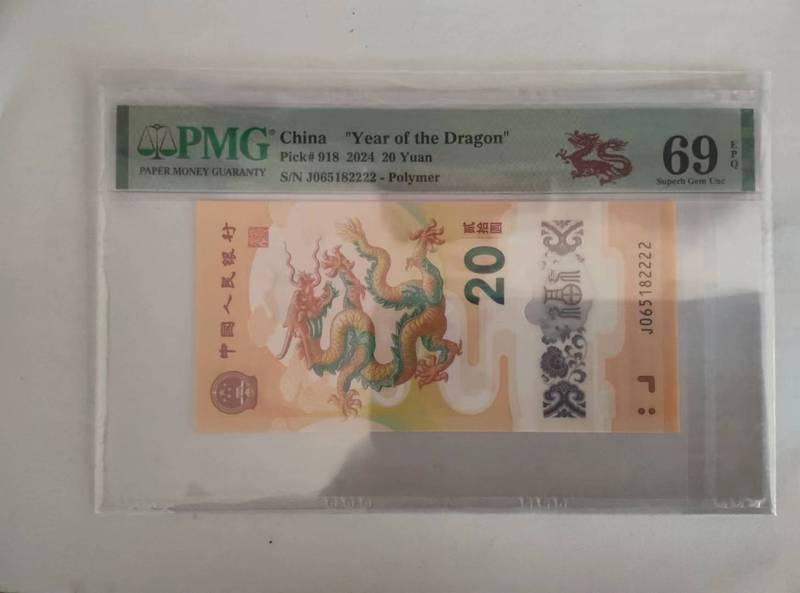 PMG®
PAPER MONEY GUARANTY
China "Year of the Dragon"
Pick# 918 2024 20 Yuan
S/N J065182222 - Polymer
69
EPQ
Superb Gem Unc
中国人民银行
贰拾圆
20
J065182222